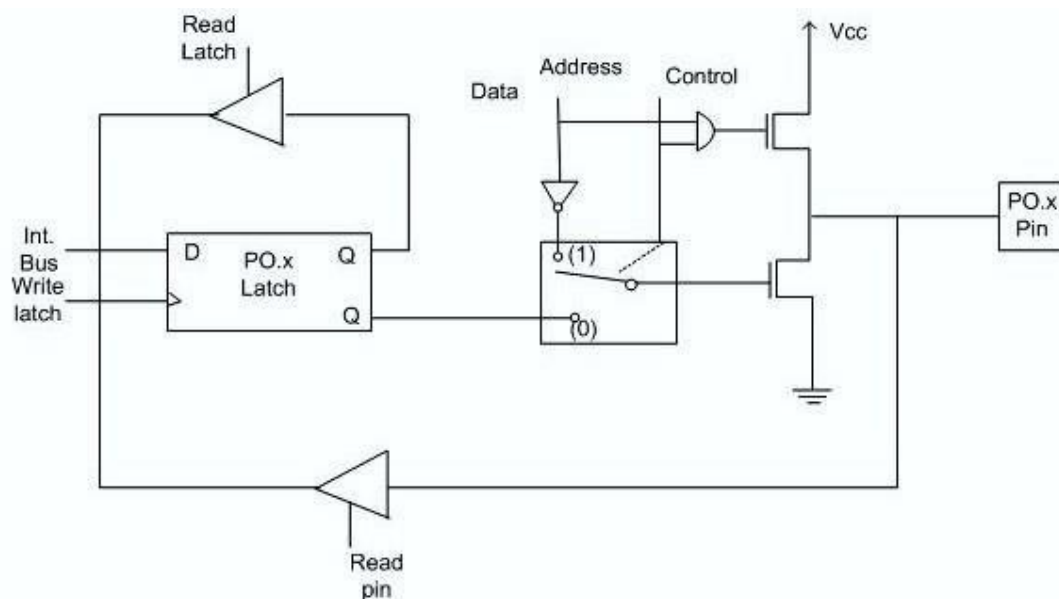 Read
Latch
Vcc
Address
Control
Data
PO.x
Pin
Int.
Bus
Write
latch
D
PO.x
Latch
Q
Q
(1)
(0)
Read
pin